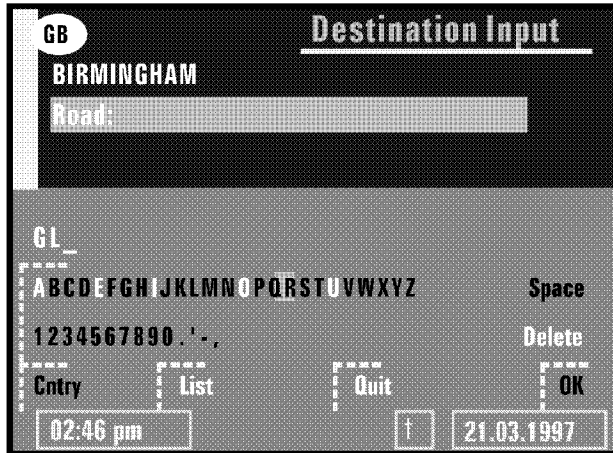 GB
Destination Input
BIRMINGHAM
Road:
GL_
ABCDEFGHIJKLMNOPQRSTUVWXYZ Space
1234567890.'-, Delete
Cntry List Quit OK
02:46 pm † 21.03.1997